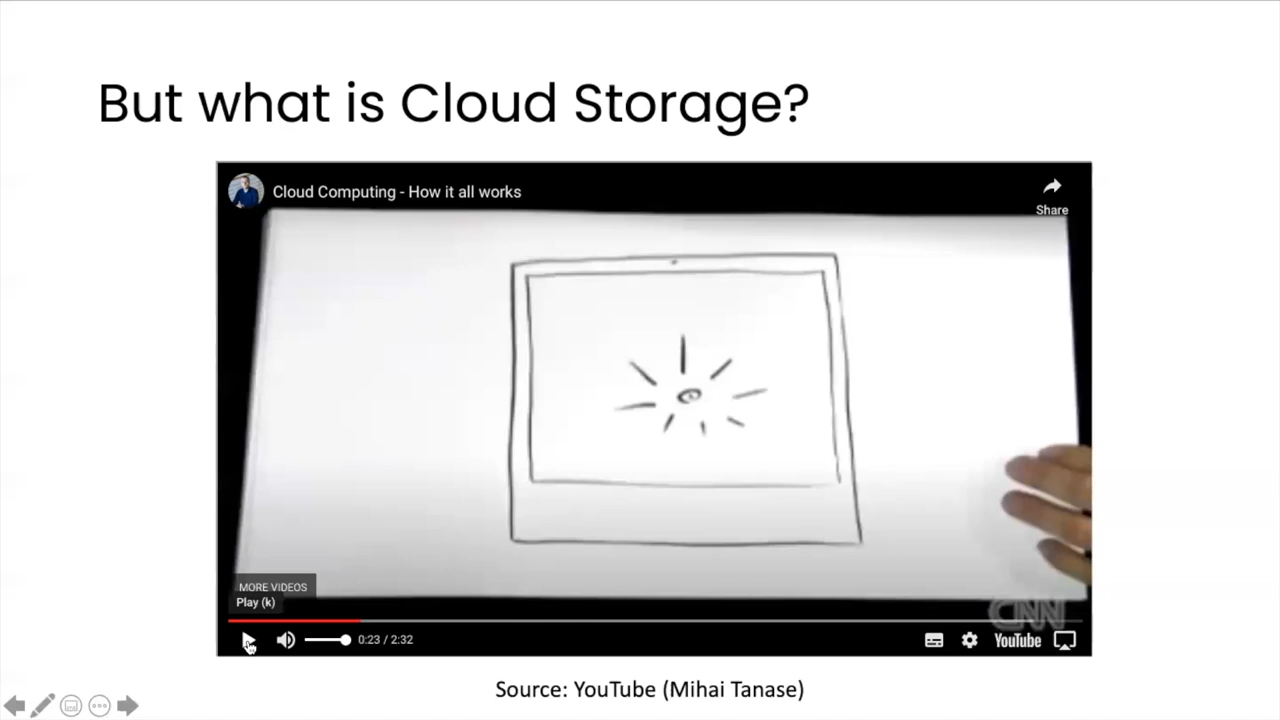 But what is Cloud Storage?
Cloud Computing - How it all works
Share
MORE VIDEOS
Play (k)
CNN
0:23 / 2:32
YouTube
Source: YouTube (Mihai Tanase)